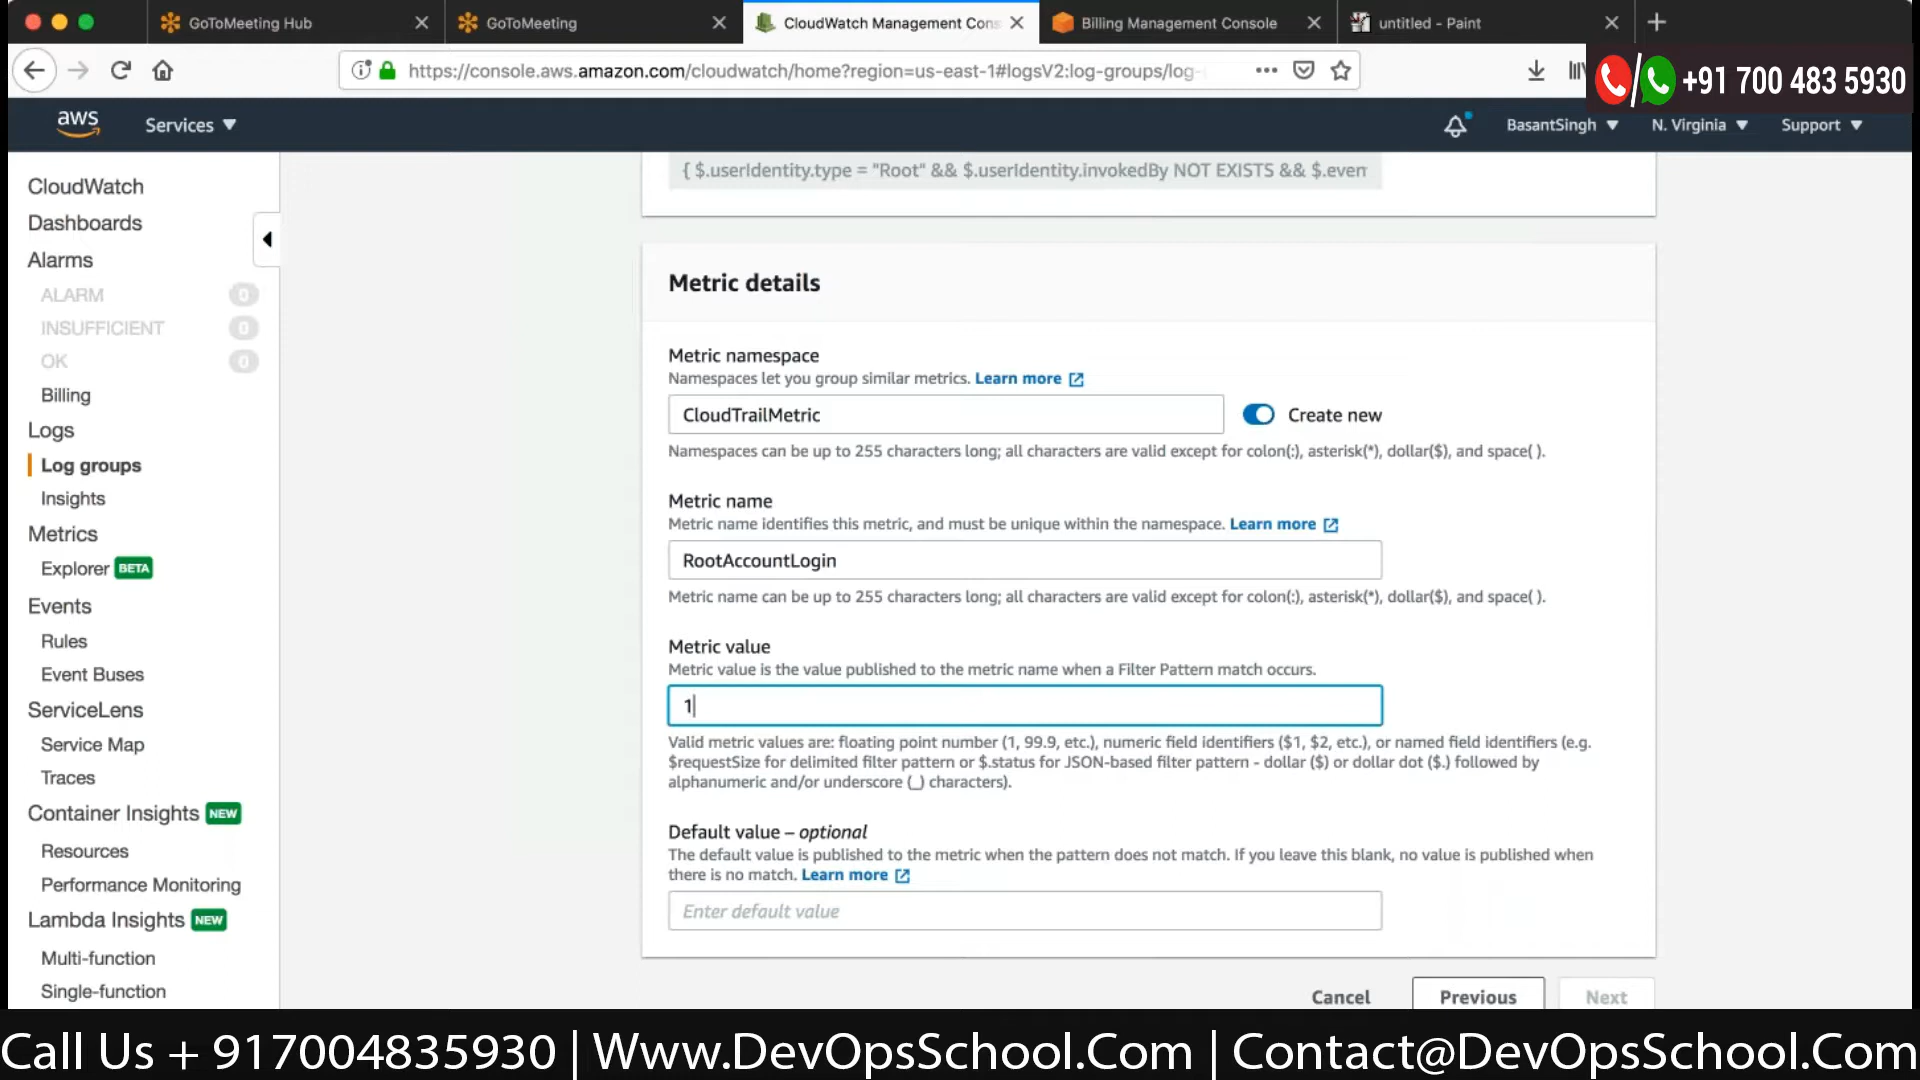 GoToMeeting Hub
GoToMeeting
CloudWatch Management Cons
Billing Management Console
untitled - Paint
https://console.aws.amazon.com/cloudwatch/home?region=us-east-1#logsV2:log-groups/log-
+91 700 483 5930
aws
Services
BasantSingh
N. Virginia
Support
CloudWatch
Dashboards
Alarms
ALARM 0
INSUFFICIENT 0
OK 0
Billing
Logs
Log groups
Insights
Metrics
Explorer BETA
Events
Rules
Event Buses
ServiceLens
Service Map
Traces
Container Insights NEW
Resources
Performance Monitoring
Lambda Insights NEW
Multi-function
Single-function
{ $.userIdentity.type = "Root" && $.userIdentity.invokedBy NOT EXISTS && $.even
Metric details
Metric namespace
Namespaces let you group similar metrics. Learn more
CloudTrailMetric
Create new
Namespaces can be up to 255 characters long; all characters are valid except for colon(:), asterisk(*), dollar($), and space( ).
Metric name
Metric name identifies this metric, and must be unique within the namespace. Learn more
RootAccountLogin
Metric name can be up to 255 characters long; all characters are valid except for colon(:), asterisk(*), dollar($), and space( ).
Metric value
Metric value is the value published to the metric name when a Filter Pattern match occurs.
1
Valid metric values are: floating point number (1, 99.9, etc.), numeric field identifiers ($1, $2, etc.), or named field identifiers (e.g.
$requestSize for delimited filter pattern or $.status for JSON-based filter pattern - dollar ($) or dollar dot ($.) followed by
alphanumeric and/or underscore (_) characters).
Default value – optional
The default value is published to the metric when the pattern does not match. If you leave this blank, no value is published when
there is no match. Learn more
Enter default value
Cancel
Previous
Next
Call Us + 917004835930 | Www.DevOpsSchool.Com | Contact@DevOpsSchool.Com